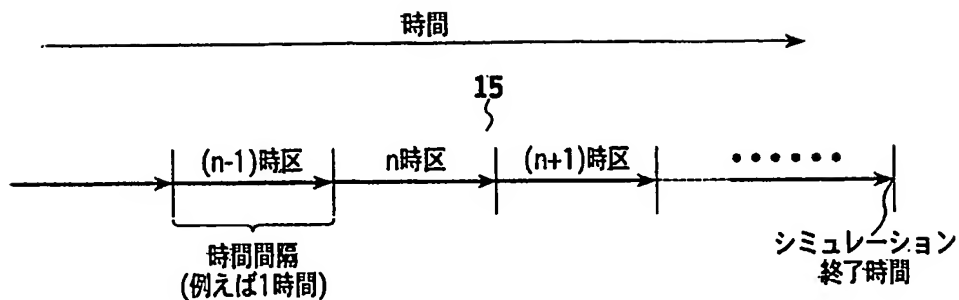 時間
15
(n-1)時区
n時区
(n+1)時区
••••••
時間間隔
(例えば1時間)
シミュレーション
終了時間